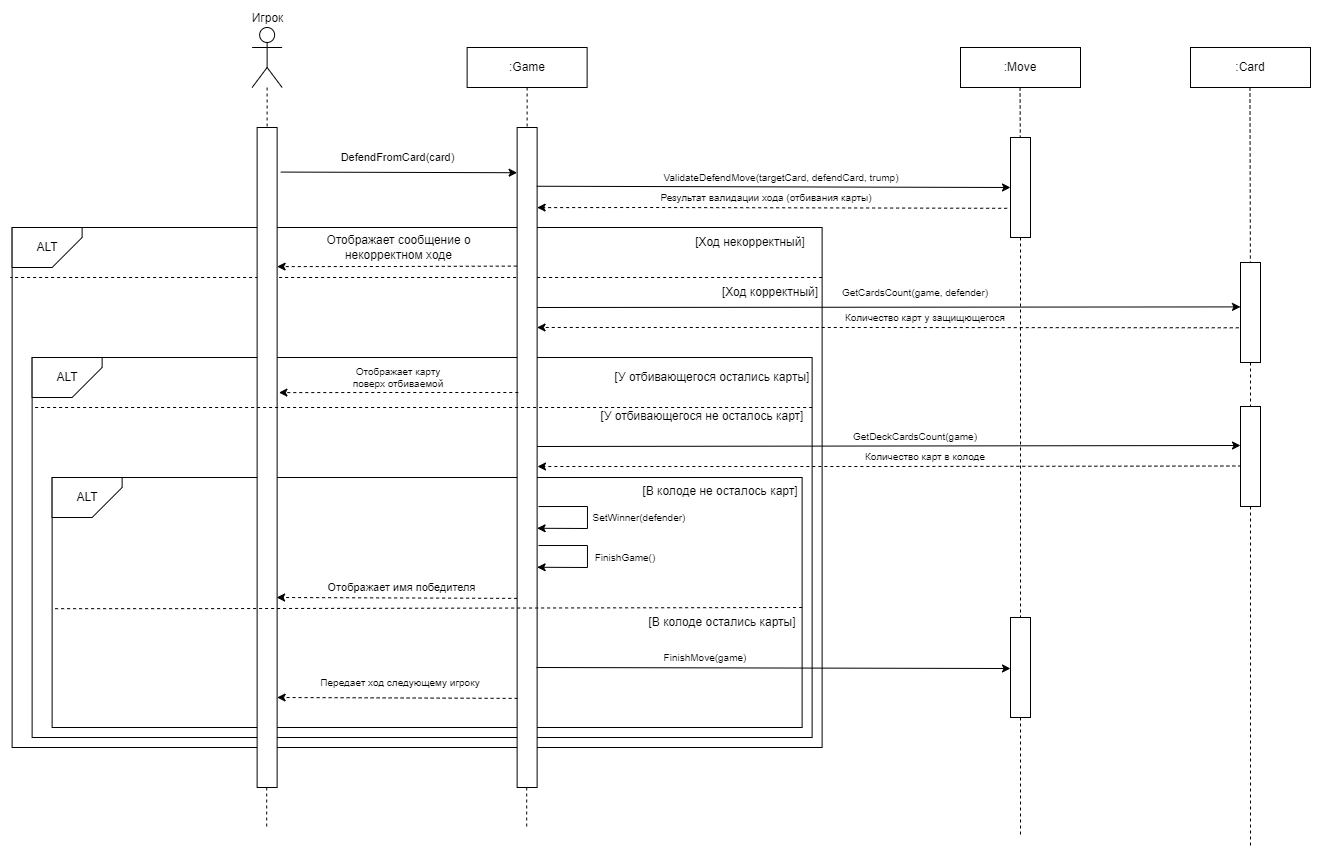 Игрок
:Game
:Move
:Card
DefendFromCard(card)
ValidateDefendMove(targetCard, defendCard, trump)
Результат валидации хода (отбивания карты)
ALT
Отображает сообщение о
некорректном ходе
[Ход некорректный]
[Ход корректный]
GetCardsCount(game, defender)
Количество карт у защищющегося
ALT
Отображает карту
поверх отбиваемой
[У отбивающегося остались карты]
[У отбивающегося не осталось карт]
GetDeckCardsCount(game)
Количество карт в колоде
ALT
[В колоде не осталось карт]
SetWinner(defender)
FinishGame()
Отображает имя победителя
[В колоде остались карты]
FinishMove(game)
Передает ход следующему игроку